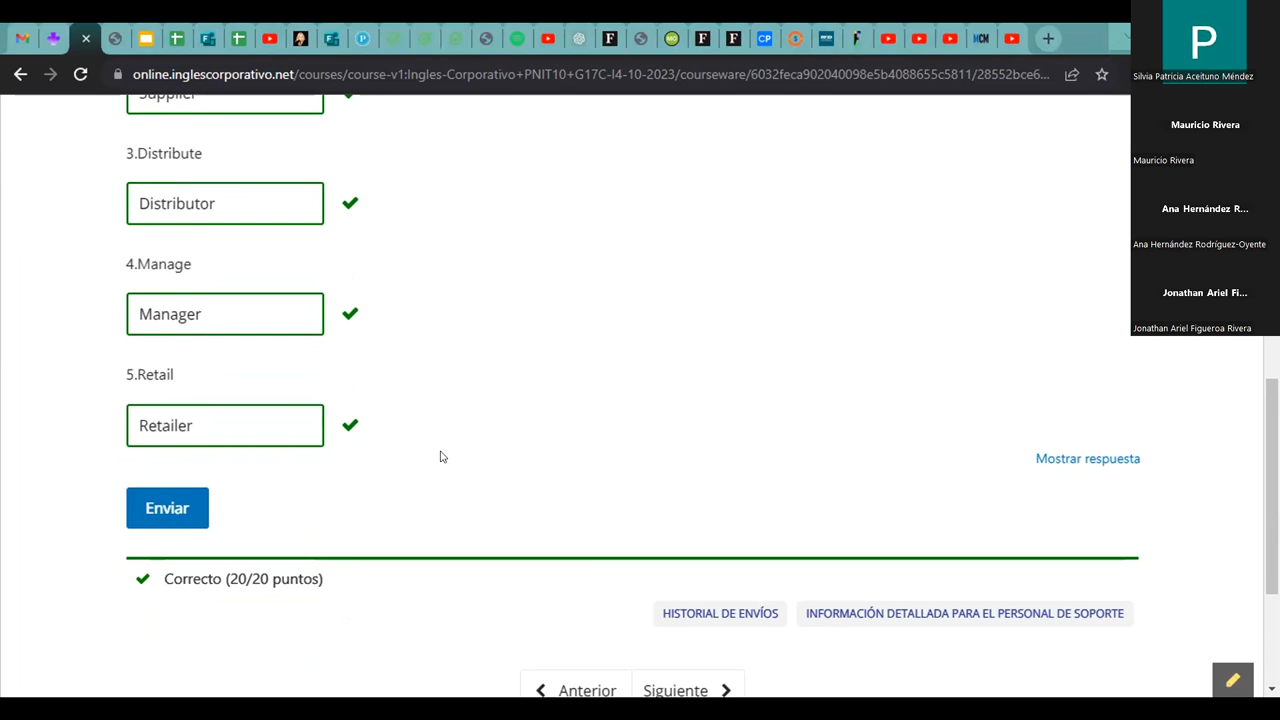 P
Silvia Patricia Aceituno Méndez
online.inglescorporativo.net/courses/course-v1:Ingles-Corporativo+PNIT10+G17C-I4-10-2023/courseware/6032feca902040098e5b4088655c5811/28552bce6...
Supplier
Mauricio Rivera
Mauricio Rivera
3.Distribute
Distributor
Ana Hernández R...
Ana Hernández Rodríguez-Oyente
4.Manage
Manager
Jonathan Ariel Fi...
Jonathan Ariel Figueroa Rivera
5.Retail
Retailer
Mostrar respuesta
Enviar
Correcto (20/20 puntos)
HISTORIAL DE ENVÍOS
INFORMACIÓN DETALLADA PARA EL PERSONAL DE SOPORTE
Anterior
Siguiente